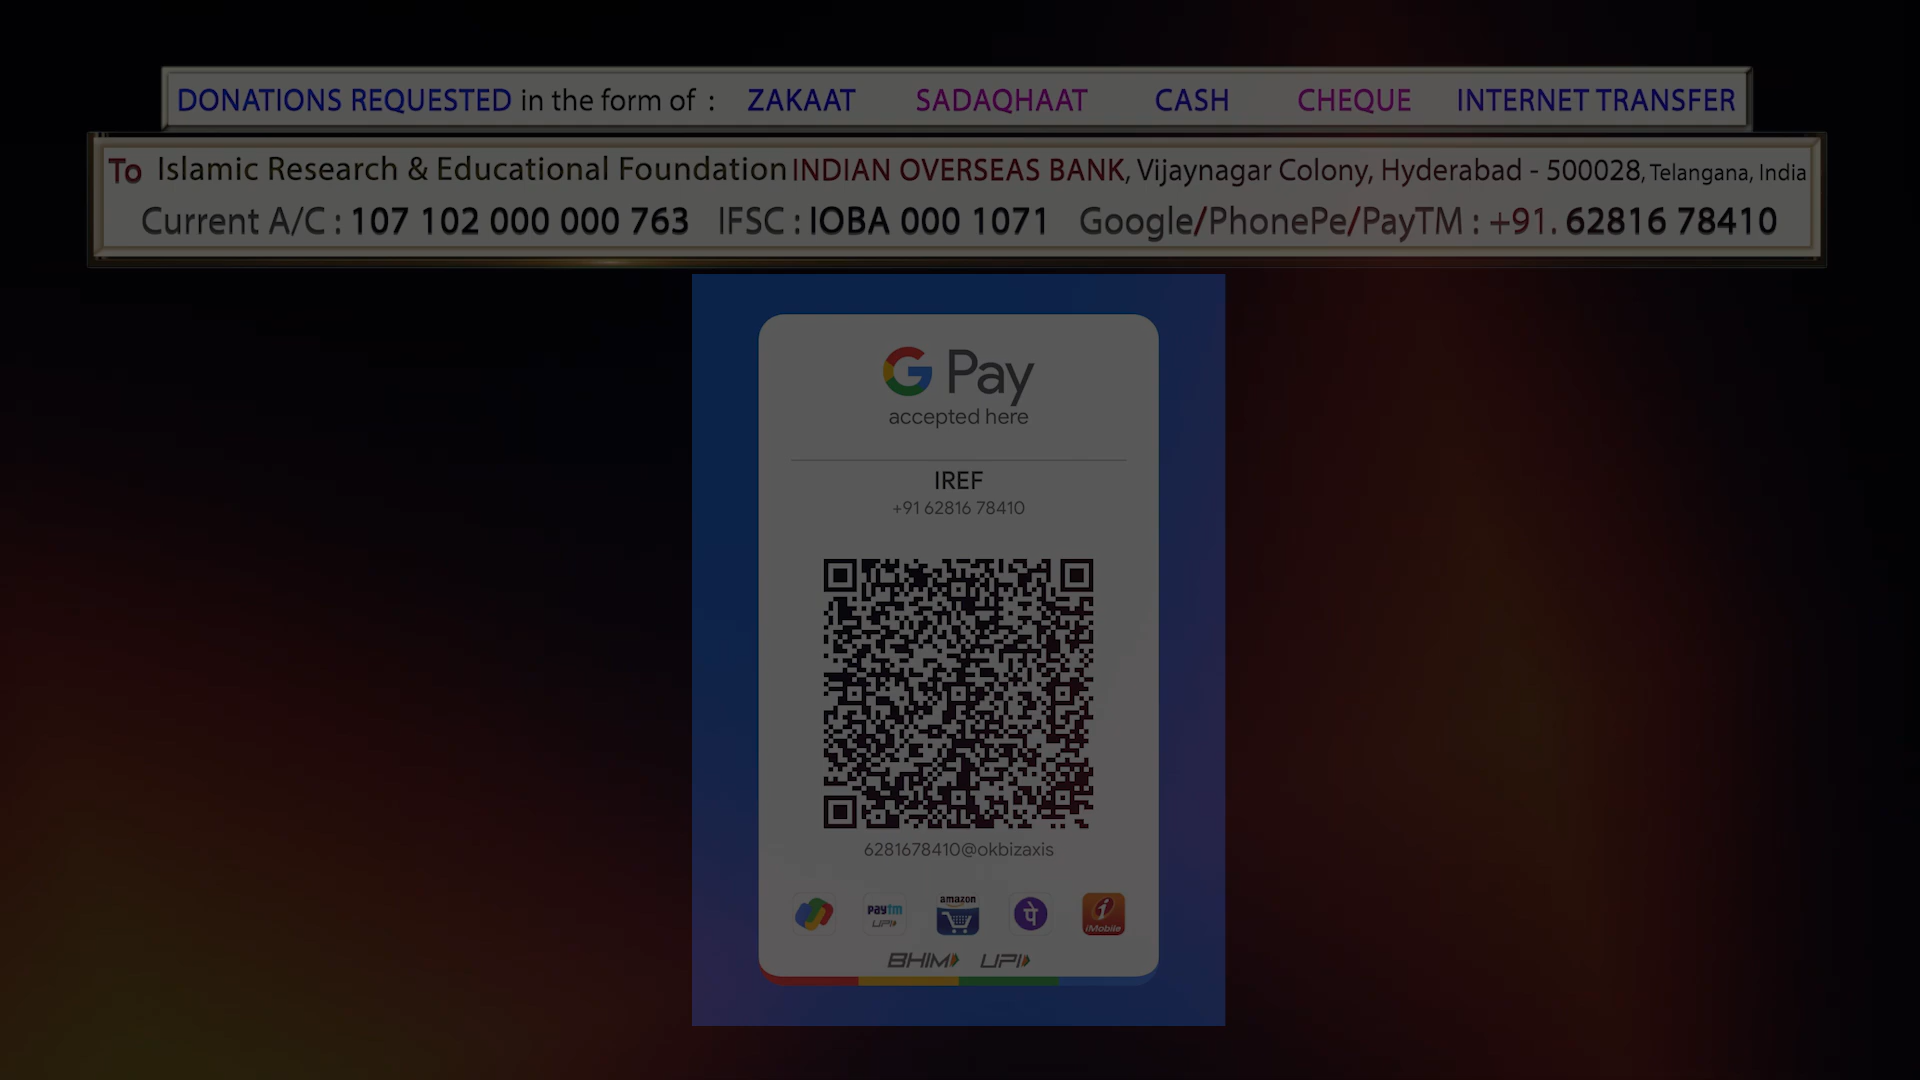 DONATIONS REQUESTED in the form of : ZAKAAT SADAQHAAT CASH CHEQUE INTERNET TRANSFER
To Islamic Research & Educational Foundation INDIAN OVERSEAS BANK, Vijaynagar Colony, Hyderabad - 500028, Telangana, India
Current A/C : 107 102 000 000 763 IFSC : IOBA 000 1071 Google/PhonePe/PayTM : +91. 62816 78410
G Pay
accepted here
IREF
+91 62816 78410
6281678410@okbizaxis
paytm UPI amazon पे iMobile
BHIM UPI